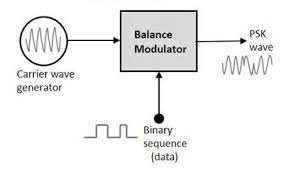 Balance
Modulator
PSK
wave
Carrier wave
generator
Binary
sequence
(data)